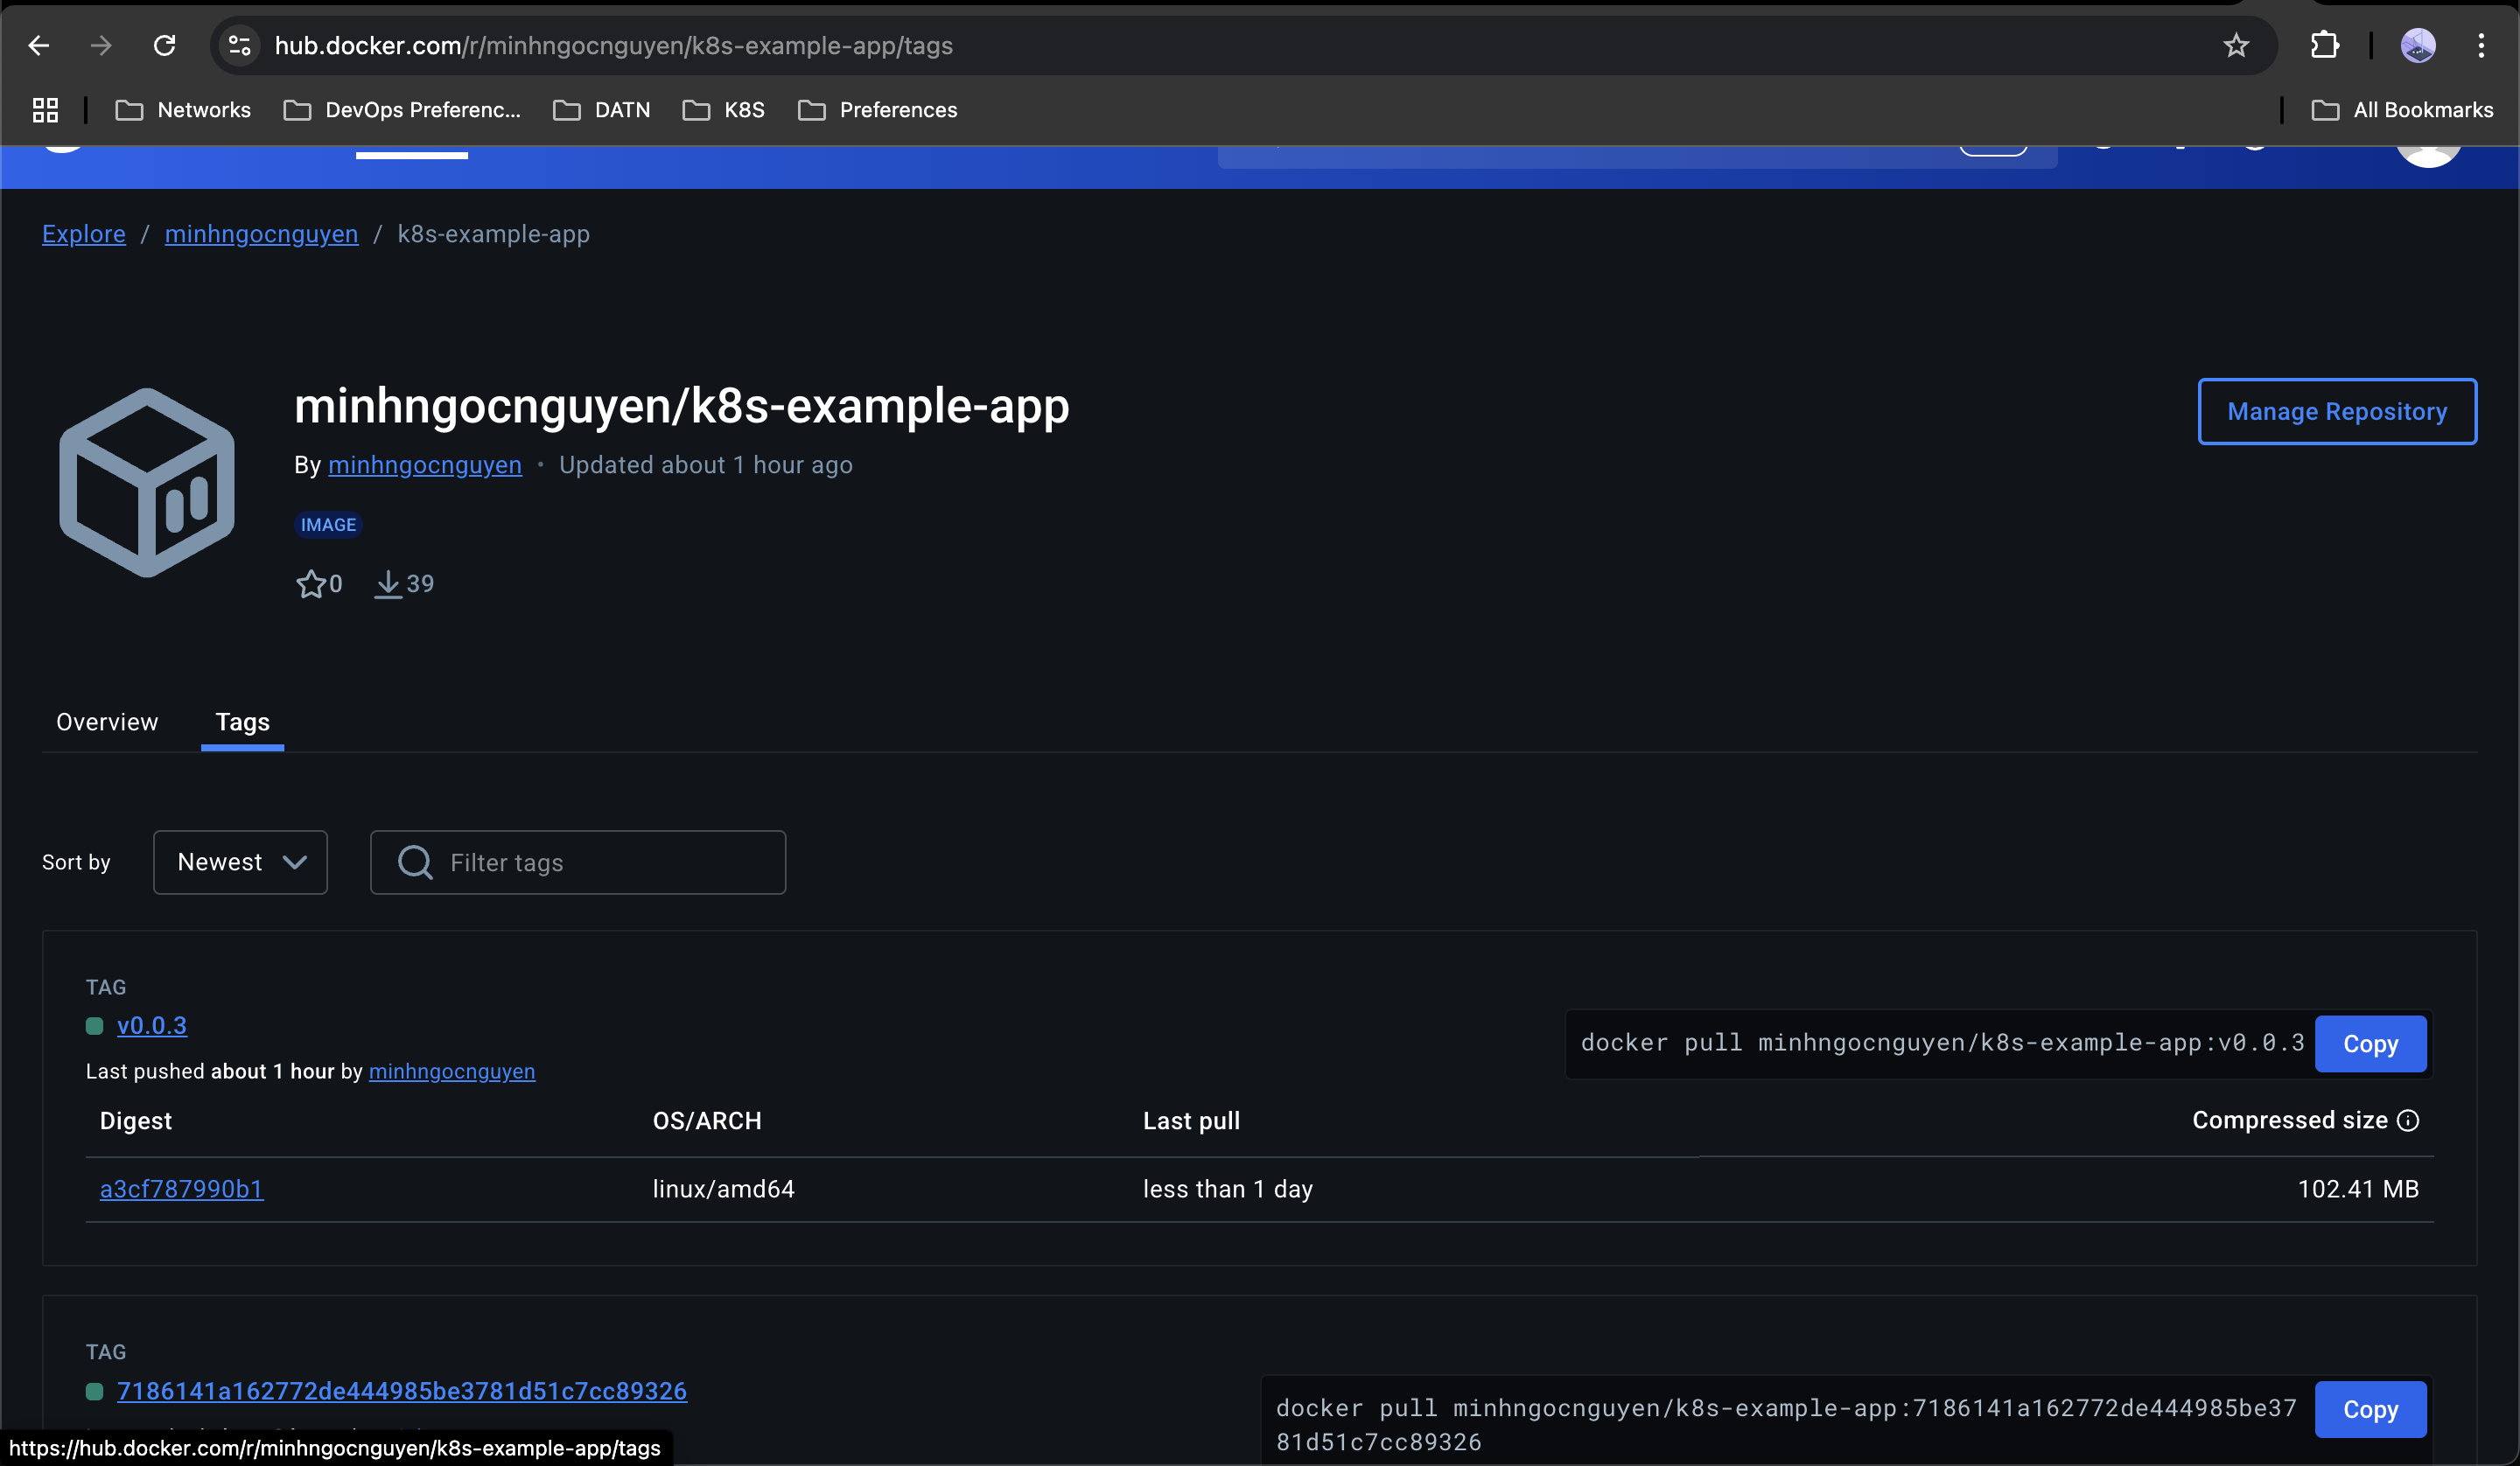 hub.docker.com/r/minhngocnguyen/k8s-example-app/tags
Networks
DevOps Preferenc...
DATN
K8S
Preferences
All Bookmarks
Explore / minhngocnguyen / k8s-example-app
minhngocnguyen/k8s-example-app
Manage Repository
By minhngocnguyen • Updated about 1 hour ago
IMAGE
0 39
Overview Tags
Sort by Newest Filter tags
TAG
v0.0.3
docker pull minhngocnguyen/k8s-example-app:v0.0.3 Copy
Last pushed about 1 hour by minhngocnguyen
Digest OS/ARCH Last pull Compressed size
a3cf787990b1 linux/amd64 less than 1 day 102.41 MB
TAG
7186141a162772de444985be3781d51c7cc89326
docker pull minhngocnguyen/k8s-example-app:7186141a162772de444985be37
81d51c7cc89326
Copy
https://hub.docker.com/r/minhngocnguyen/k8s-example-app/tags